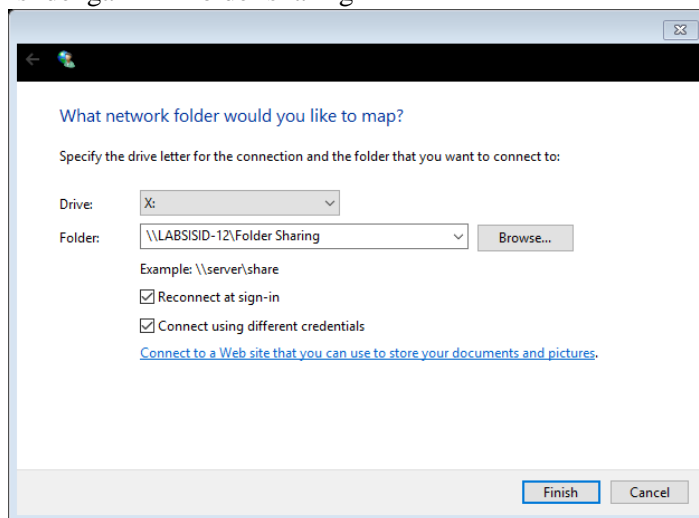 What network folder would you like to map?
Specify the drive letter for the connection and the folder that you want to connect to:
Drive:
X:
Folder:
\\LABSISID-12\Folder Sharing
Browse...
Example: \\server\share
Reconnect at sign-in
Connect using different credentials
Connect to a Web site that you can use to store your documents and pictures.
Finish
Cancel